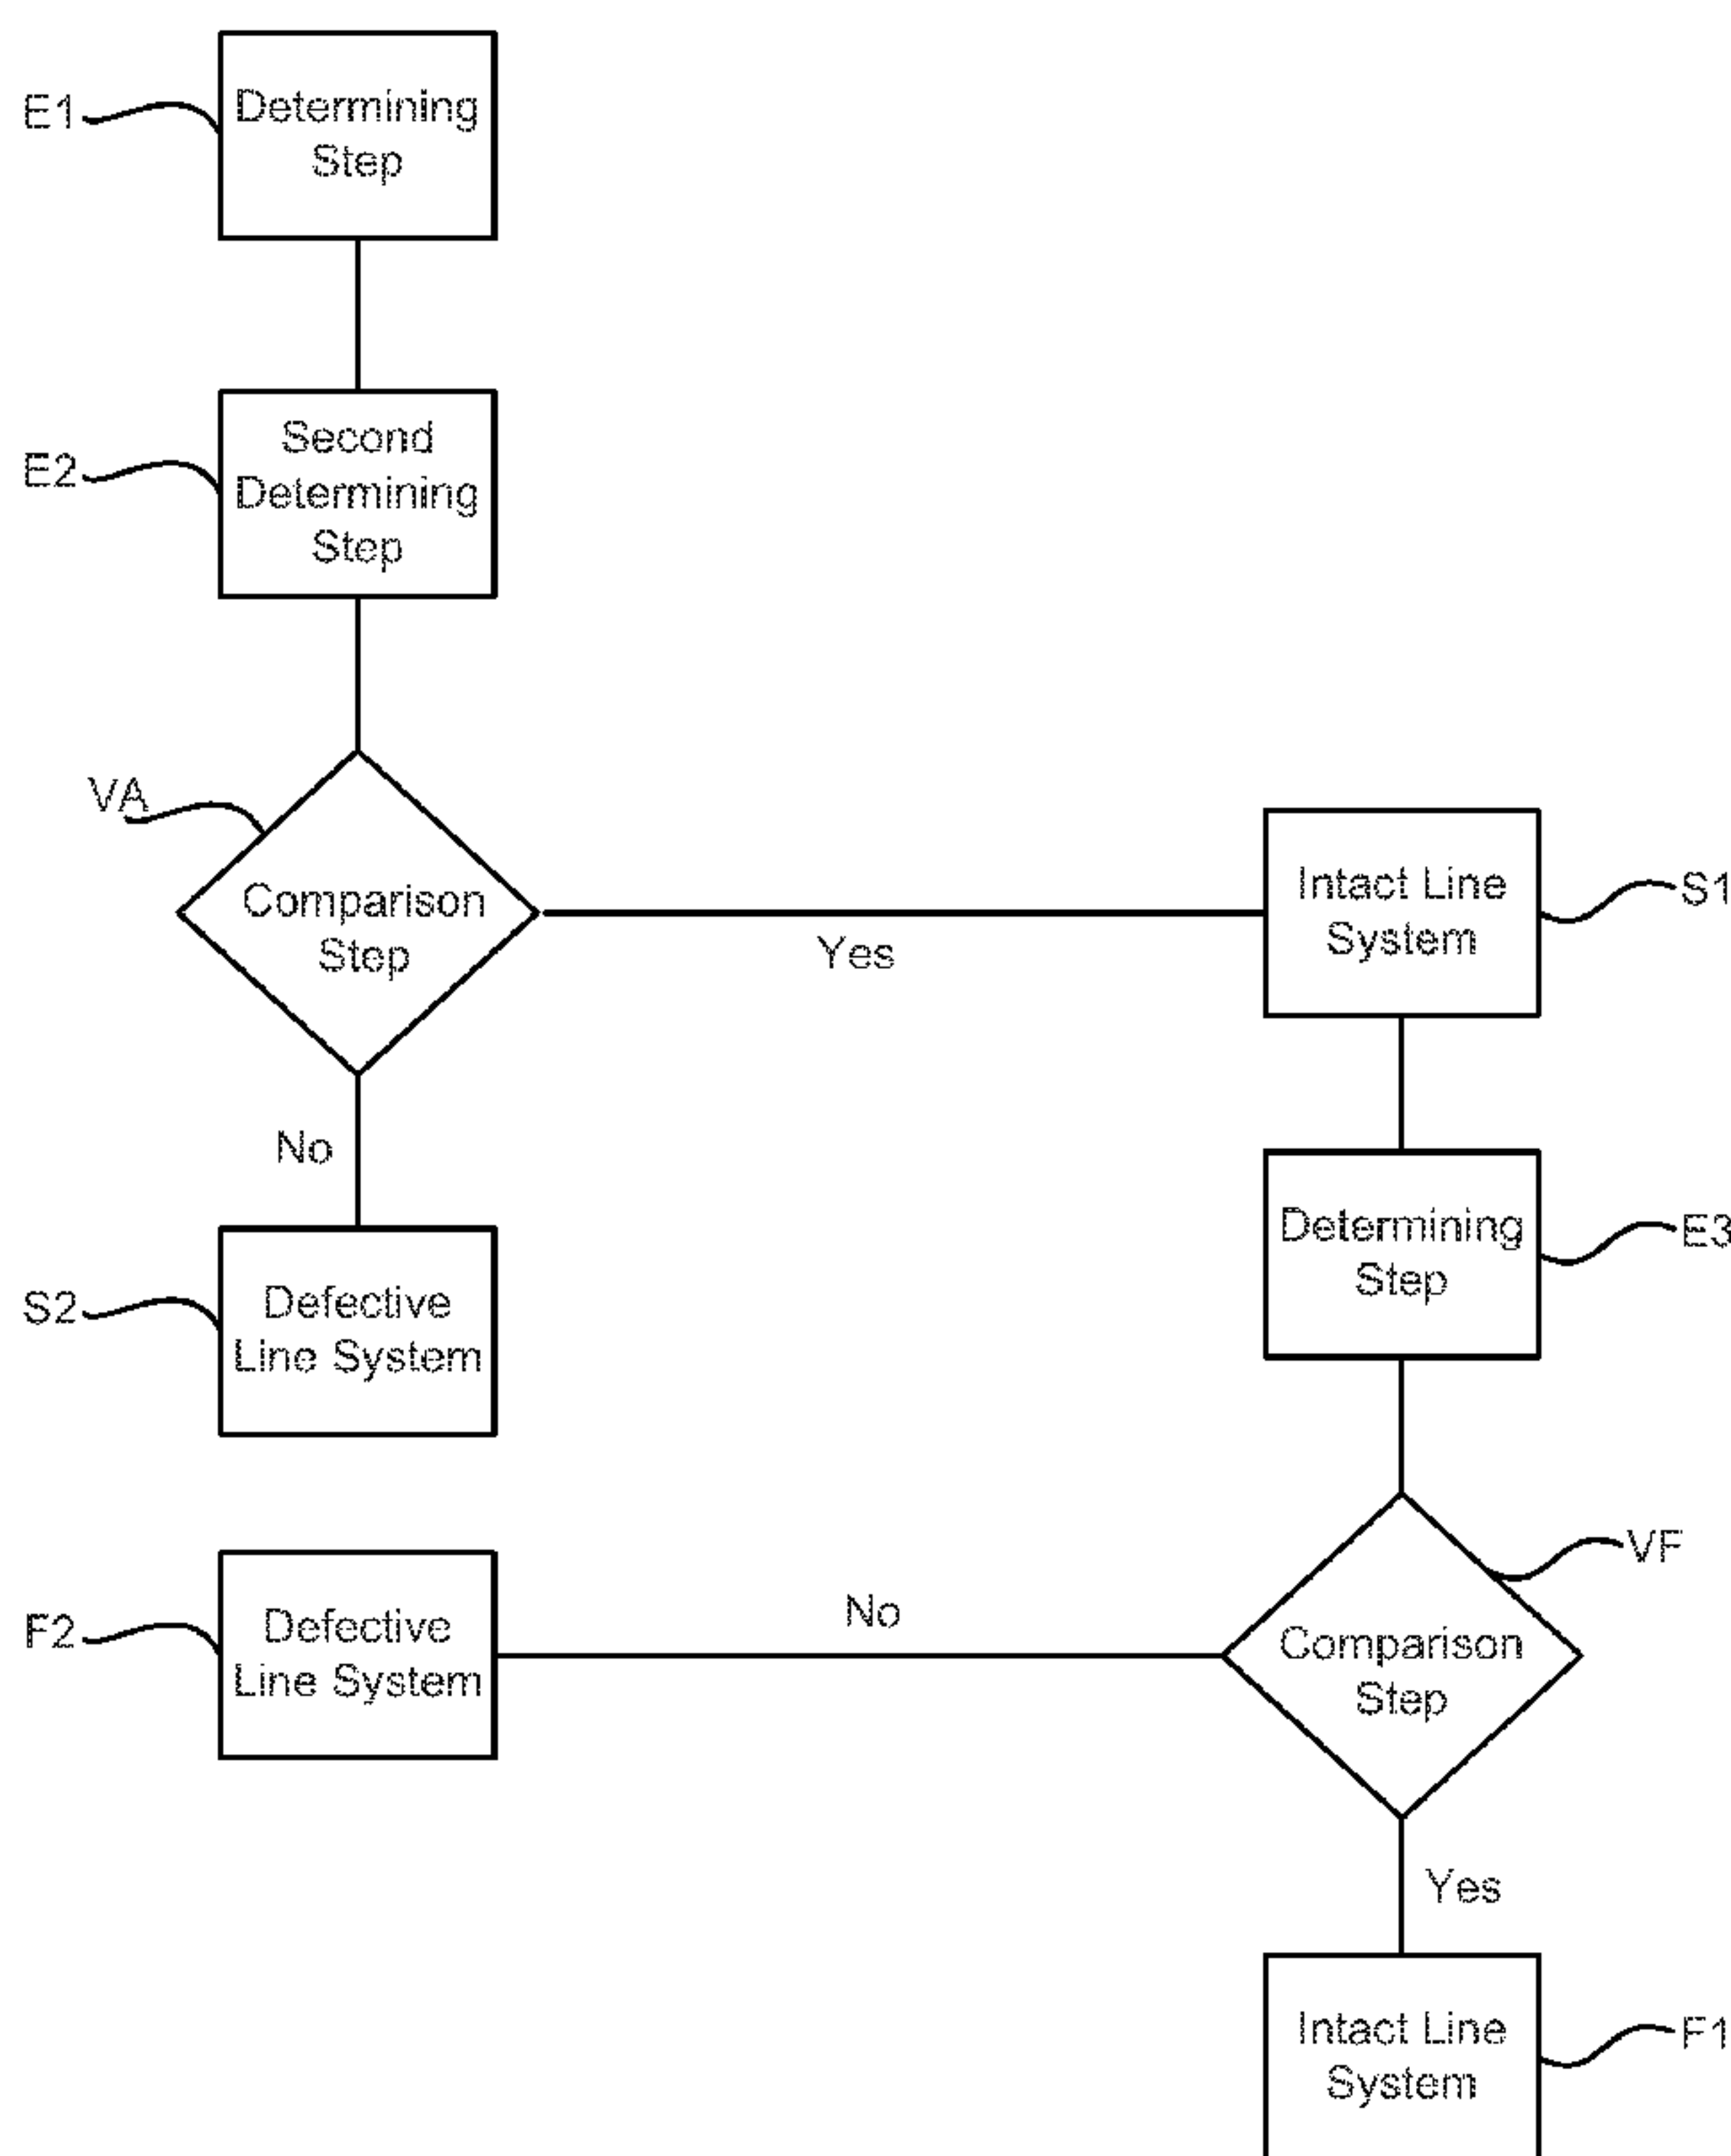 E1
Determining
Step
E2
Second
Determining
Step
VA
Comparison
Step
Yes
Intact Line
System
S1
No
Determining
Step
E3
S2
Defective
Line System
VF
F2
Defective
Line System
No
Comparison
Step
Yes
Intact Line
System
F1